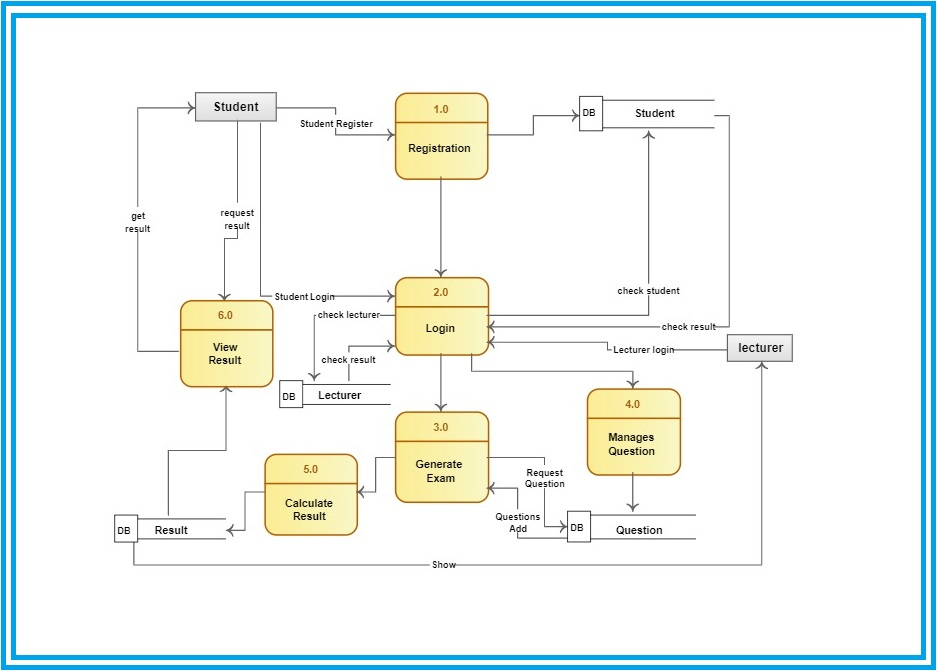 Student
Student Register
1.0
Registration
DB
Student
get
result
request
result
Student Login
2.0
Login
check student
check lecturer
check result
check result
Lecturer login
lecturer
6.0
View
Result
DB
Lecturer
3.0
Generate
Exam
4.0
Manages
Question
5.0
Calculate
Result
Request
Question
Questions
Add
DB
Question
DB
Result
Show